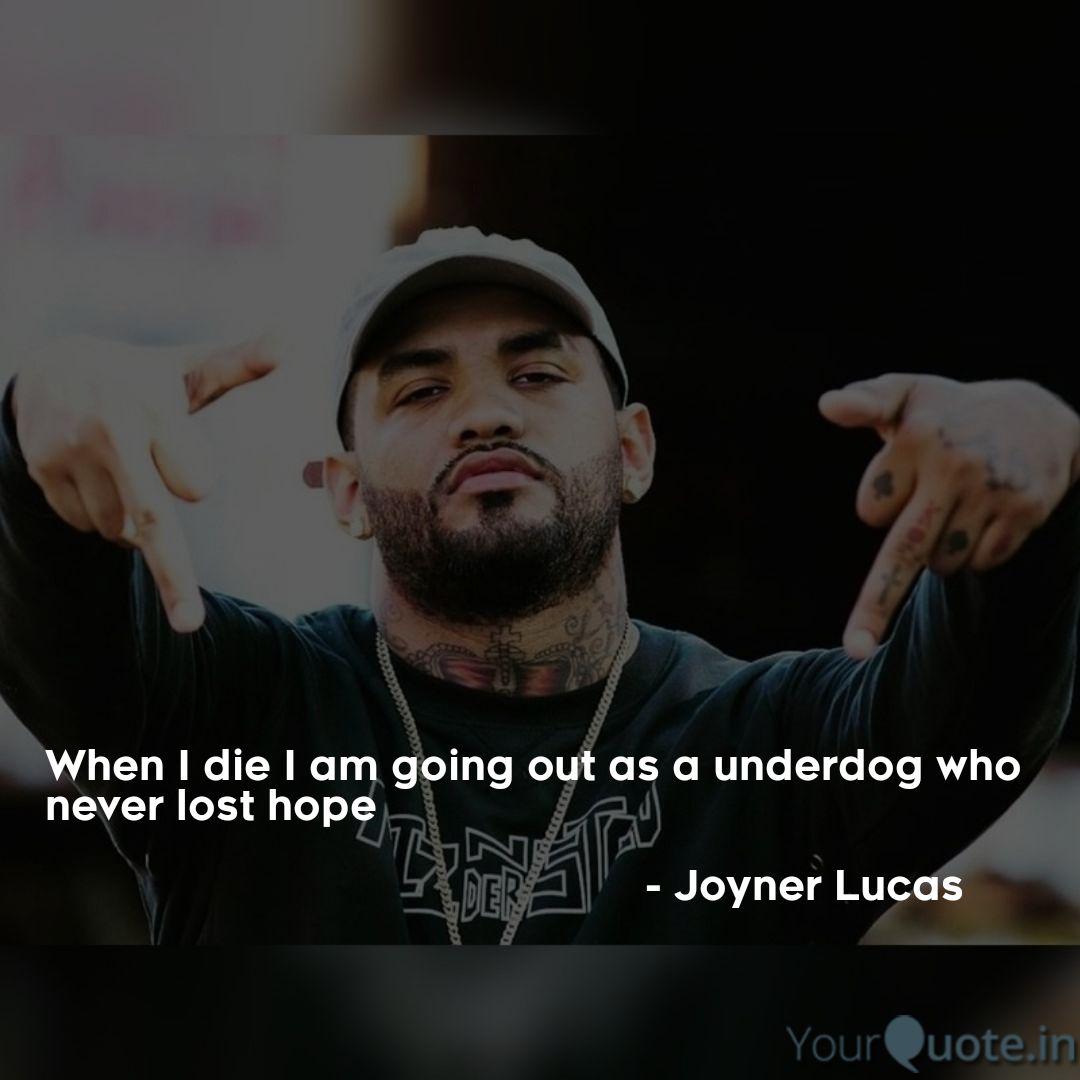 When I die I am going out as a underdog who
never lost hope
- Joyner Lucas
YourQuote.in